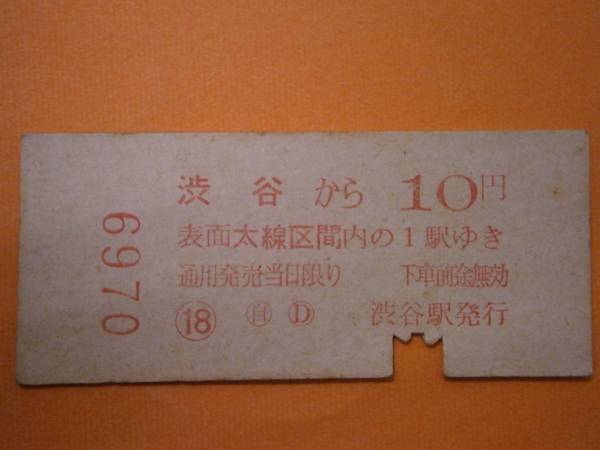 渋谷から 10円
表面太線区間内の1駅ゆき
通用発売当日限り 下車前途無効
⑱ 自 D 渋谷駅発行
6970